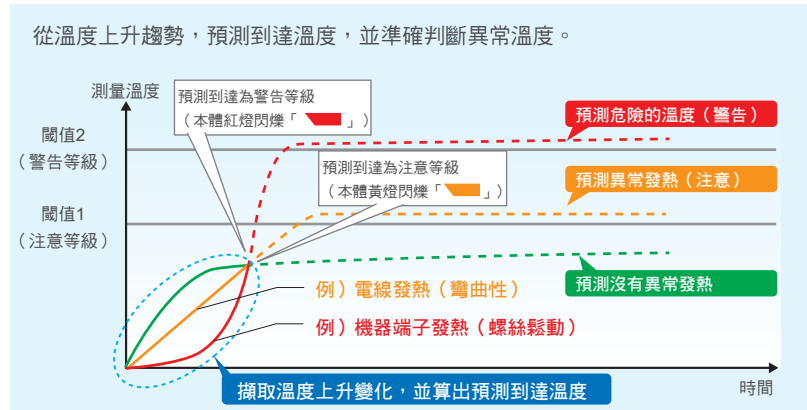 從溫度上升趨勢，預測到達溫度，並準確判斷異常溫度。
測量溫度
預測到達為警告等級
（本體紅燈閃爍「 」）
預測危險的溫度（警告）
閾值2
（警告等級）
預測到達為注意等級
（本體黃燈閃爍「 」）
預測異常發熱（注意）
閾值1
（注意等級）
預測沒有異常發熱
例）電線發熱（彎曲性）
例）機器端子發熱（螺絲鬆動）
擷取溫度上升變化，並算出預測到達溫度
時間